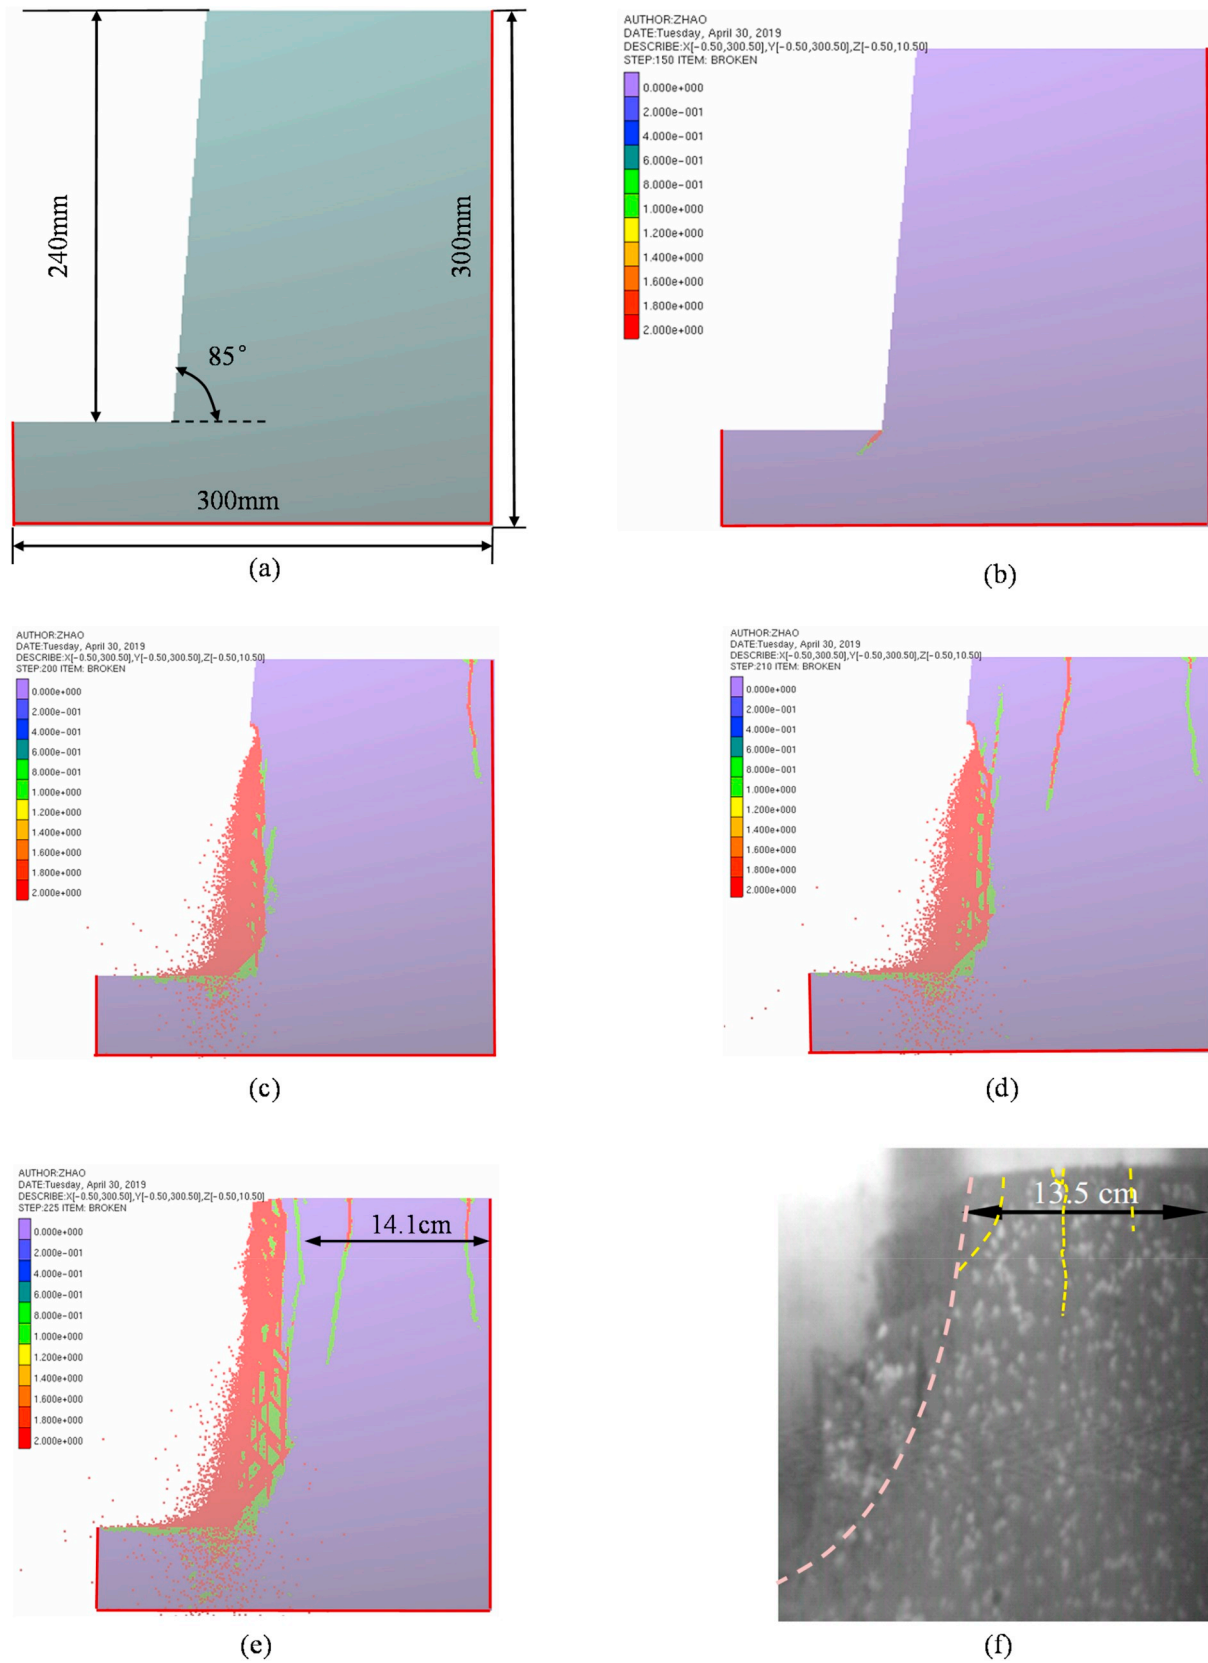 240mm
300mm
85°
300mm
(a)
AUTHOR:ZHAO
DATE:Tuesday, April 30, 2019
DESCRIBE:X[-0.50,300.50],Y[-0.50,300.50],Z[-0.50,10.50]
STEP:150 ITEM: BROKEN
0.000e+000
2.000e-001
4.000e-001
6.000e-001
8.000e-001
1.000e+000
1.200e+000
1.400e+000
1.600e+000
1.800e+000
2.000e+000
(b)
AUTHOR:ZHAO
DATE:Tuesday, April 30, 2019
DESCRIBE:X[-0.50,300.50],Y[-0.50,300.50],Z[-0.50,10.50]
STEP:200 ITEM: BROKEN
0.000e+000
2.000e-001
4.000e-001
6.000e-001
8.000e-001
1.000e+000
1.200e+000
1.400e+000
1.600e+000
1.800e+000
2.000e+000
(c)
AUTHOR:ZHAO
DATE:Tuesday, April 30, 2019
DESCRIBE:X[-0.50,300.50],Y[-0.50,300.50],Z[-0.50,10.50]
STEP:210 ITEM: BROKEN
0.000e+000
2.000e-001
4.000e-001
6.000e-001
8.000e-001
1.000e+000
1.200e+000
1.400e+000
1.600e+000
1.800e+000
2.000e+000
(d)
AUTHOR:ZHAO
DATE:Tuesday, April 30, 2019
DESCRIBE:X[-0.50,300.50],Y[-0.50,300.50],Z[-0.50,10.50]
STEP:225 ITEM: BROKEN
0.000e+000
2.000e-001
4.000e-001
6.000e-001
8.000e-001
1.000e+000
1.200e+000
1.400e+000
1.600e+000
1.800e+000
2.000e+000
14.1cm
(e)
13.5 cm
(f)